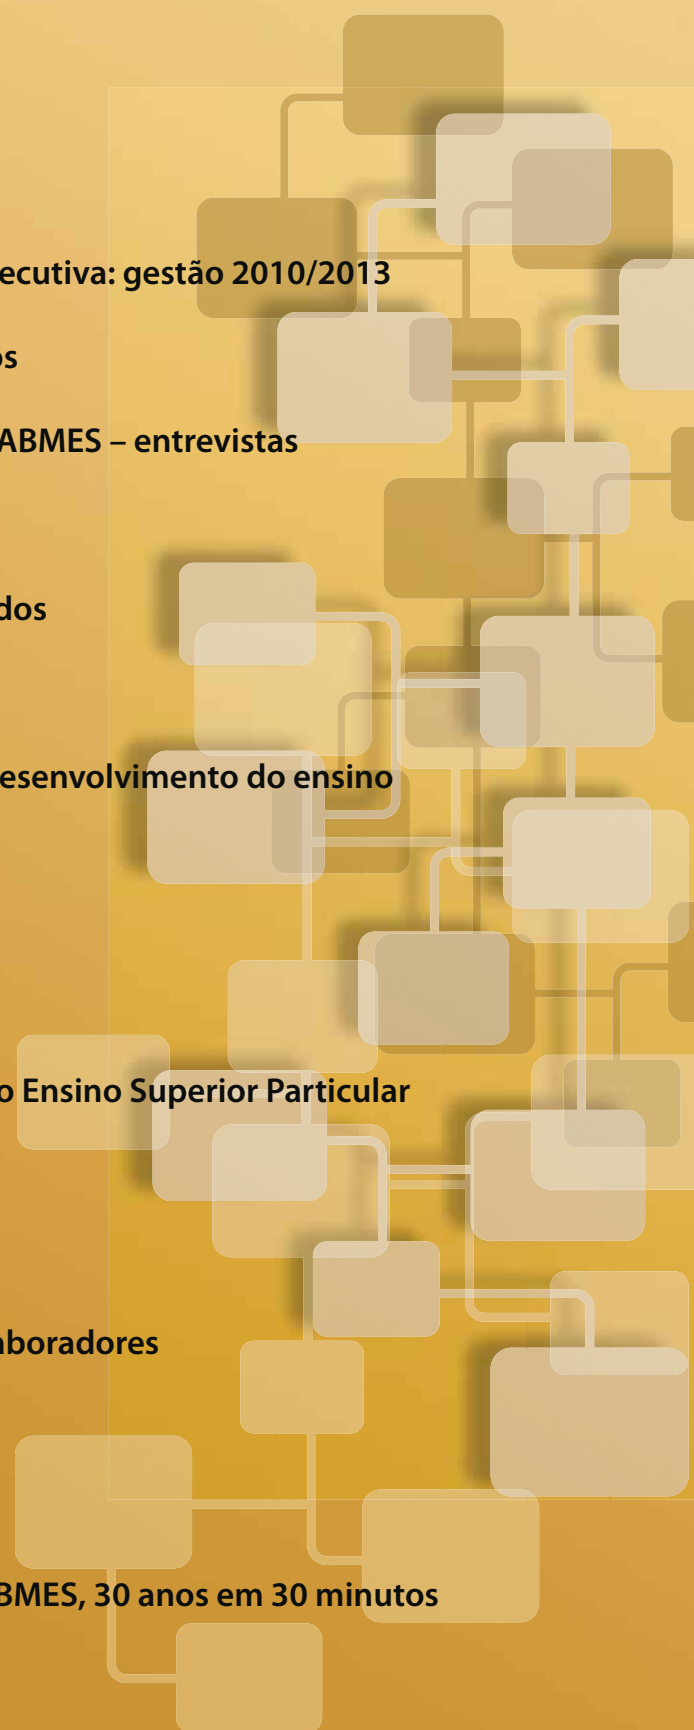 ecutiva: gestão 2010/2013
os
ABMES – entrevistas
dos
esenvolvimento do ensino
o Ensino Superior Particular
aboradores
BMES, 30 anos em 30 minutos